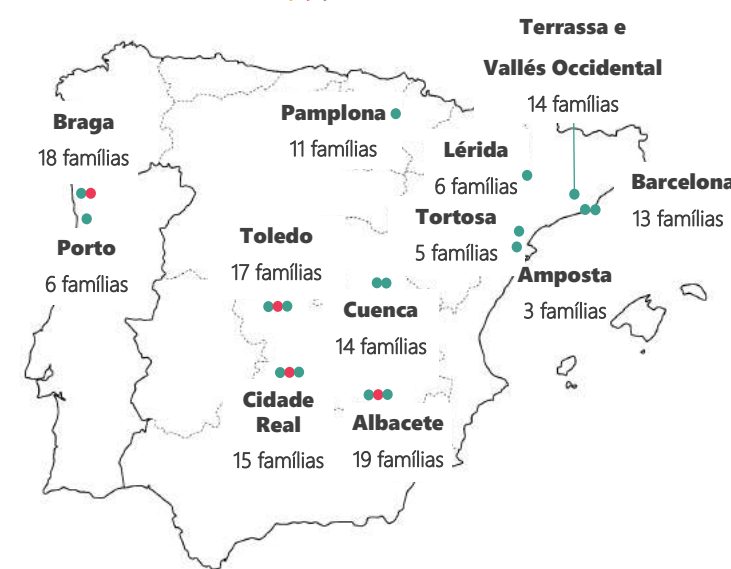 Terrassa e
Vallés Occidental
14 famílias
Pamplona
11 famílias
Braga
18 famílias
Lérida
6 famílias
Barcelona
13 famílias
Tortosa
5 famílias
Toledo
17 famílias
Porto
6 famílias
Amposta
3 famílias
Cuenca
14 famílias
Cidade
Real
15 famílias
Albacete
19 famílias